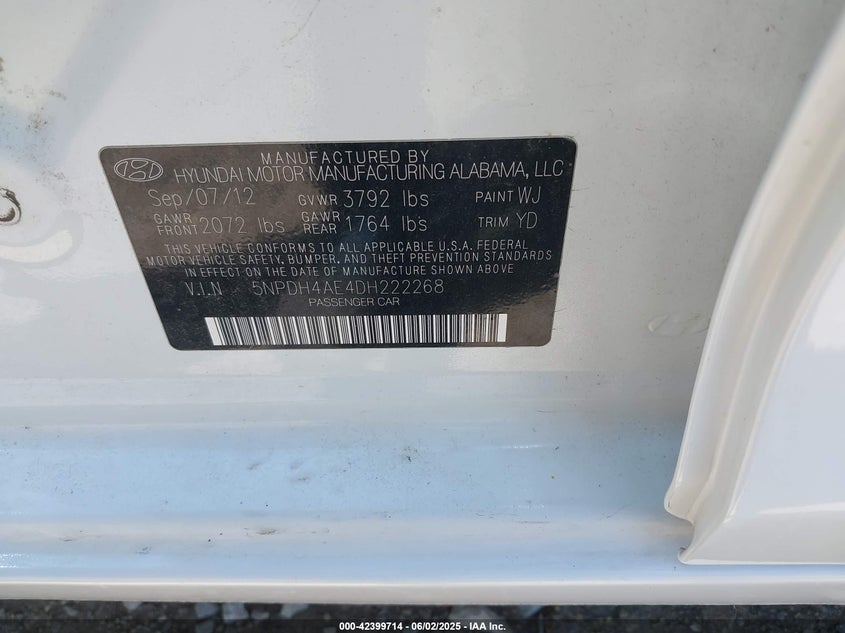 MANUFACTURED BY
HYUNDAI MOTOR MANUFACTURING ALABAMA, LLC
Sep/07/12 GVWR 3792 lbs PAINT WJ
GAWR FRONT 2072 lbs GAWR REAR 1764 lbs TRIM YD
THIS VEHICLE CONFORMS TO ALL APPLICABLE U.S.A. FEDERAL
MOTOR VEHICLE SAFETY, BUMPER, AND THEFT PREVENTION STANDARDS
IN EFFECT ON THE DATE OF MANUFACTURE SHOWN ABOVE
V.I.N 5NPDH4AE4DH222268
PASSENGER CAR
000-42399714 - 06/02/2025 - IAA Inc.